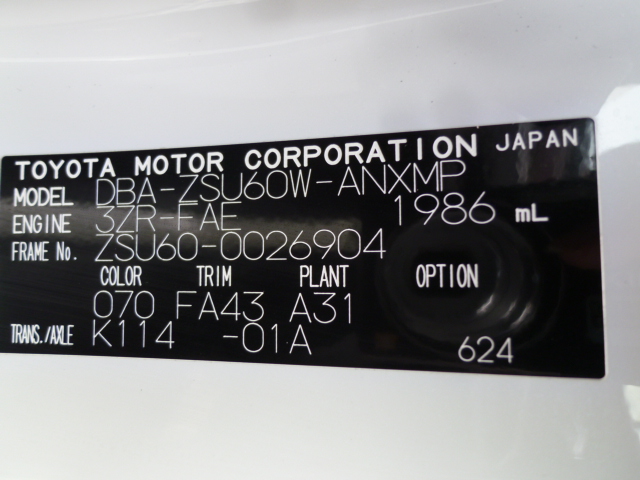 TOYOTA MOTOR CORPORATION JAPAN
MODEL DBA-ZSU60W-ANXMP
ENGINE 3ZR-FAE 1986 mL
FRAME No. ZSU60-0026904
COLOR TRIM PLANT OPTION
070 FA43 A31
TRANS./AXLE K114 -01A 624